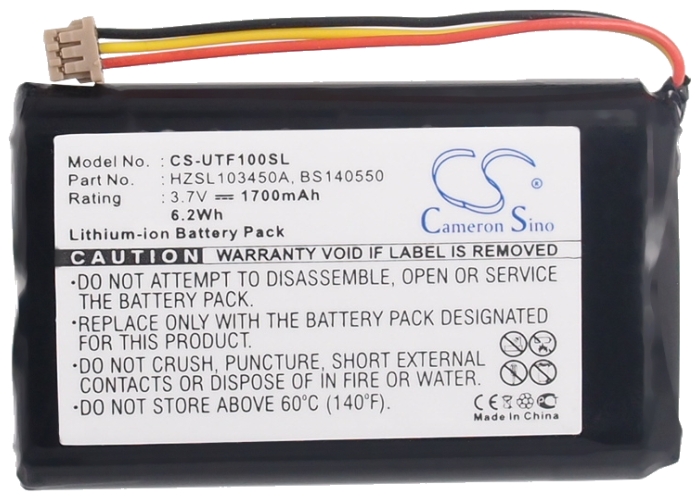 Model No. : CS-UTF100SL
Part No. : HZSL103450A, BS140550
Rating : 3.7V ⎓ 1700mAh
6.2Wh
Lithium-ion Battery Pack
CS
Cameron Sino
CAUTION WARRANTY VOID IF LABEL IS REMOVED
•DO NOT ATTEMPT TO DISASSEMBLE, OPEN OR SERVICE
THE BATTERY PACK.
•REPLACE ONLY WITH THE BATTERY PACK DESIGNATED
FOR THIS PRODUCT.
•DO NOT CRUSH, PUNCTURE, SHORT EXTERNAL
CONTACTS OR DISPOSE OF IN FIRE OR WATER.
•DO NOT STORE ABOVE 60°C (140°F).
CE
Made In China